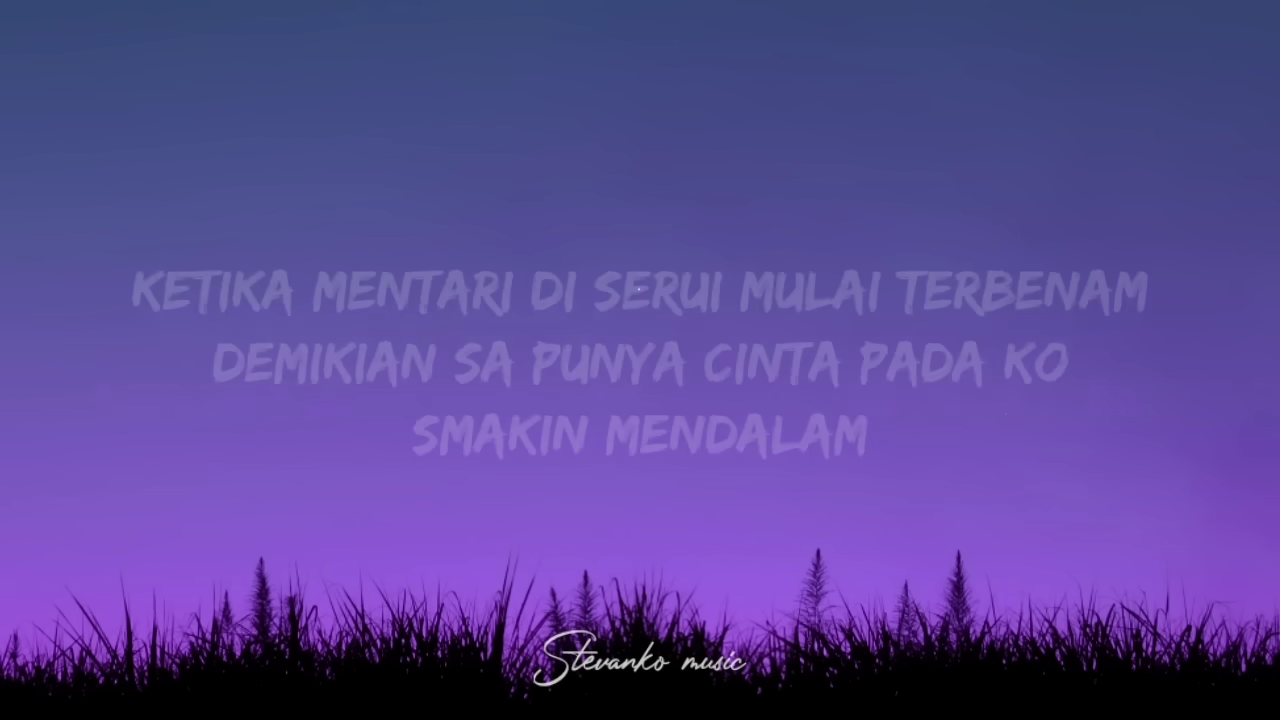 KETIKA MENTARI DI SERUI MULAI TERBENAM
DEMIKIAN SA PUNYA CINTA PADA KO
SMAKIN MENDALAM
Stevanko music